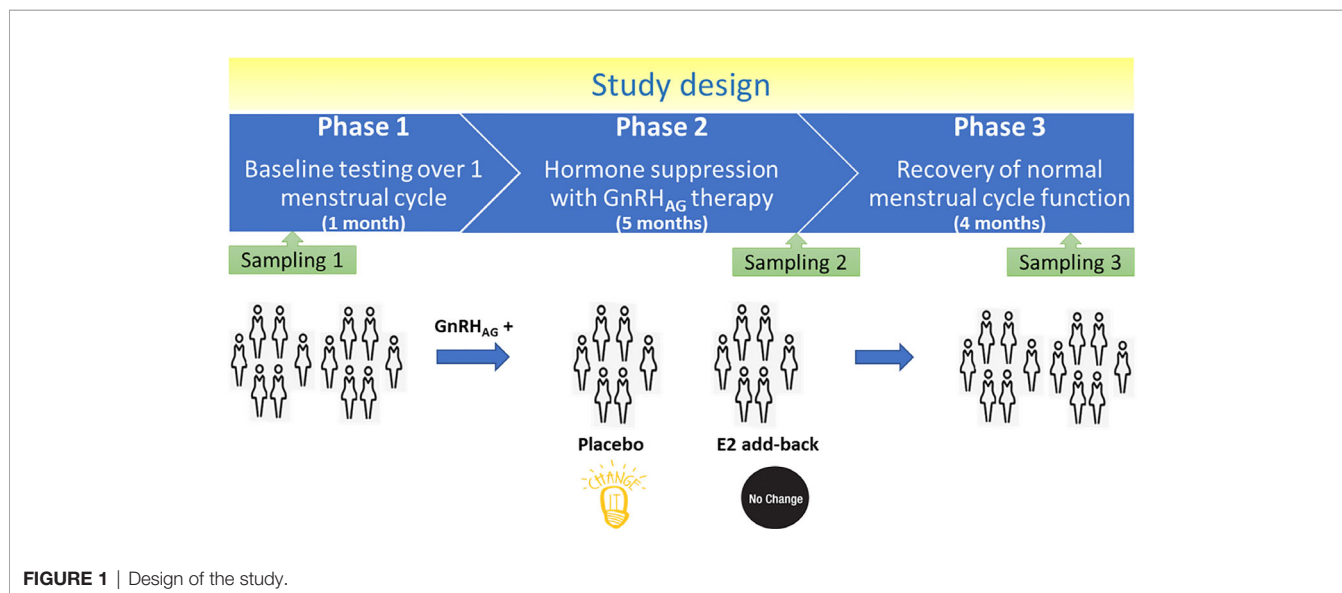 Study design
Phase 1
Baseline testing over 1
menstrual cycle
(1 month)
Phase 2
Hormone suppression
with GnRHAG therapy
(5 months)
Phase 3
Recovery of normal
menstrual cycle function
(4 months)
Sampling 1
Sampling 2
Sampling 3
GnRHAG +
Placebo
E2 add-back
CHANGE
IT
No Change
FIGURE 1 | Design of the study.